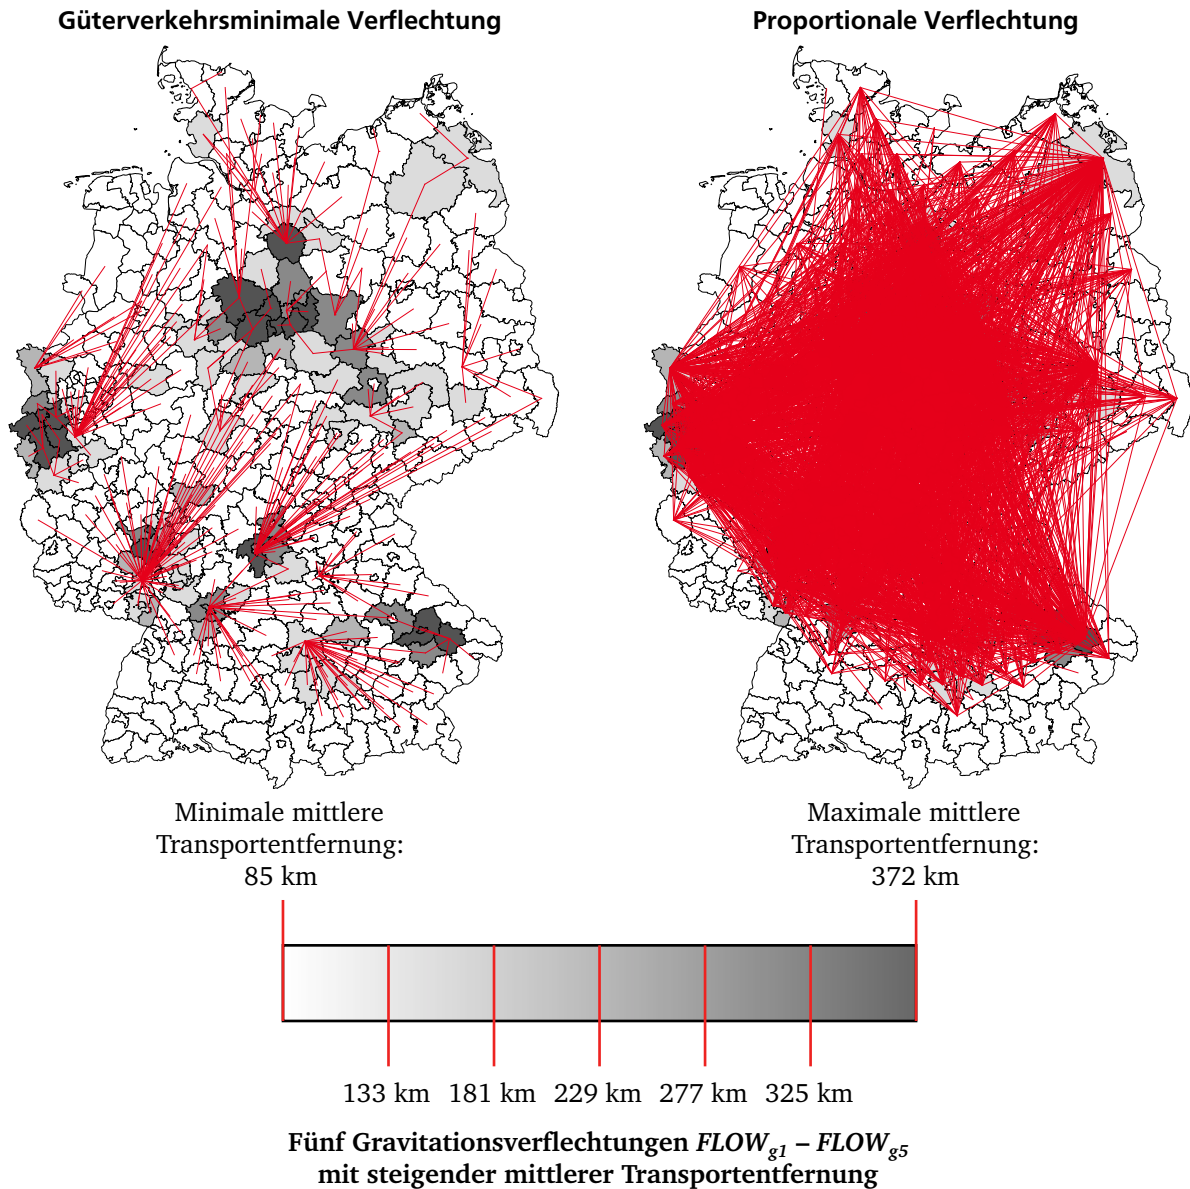 Güterverkehrsminimale Verflechtung
Proportionale Verflechtung
Minimale mittlere
Transportentfernung:
85 km
Maximale mittlere
Transportentfernung:
372 km
133 km 181 km 229 km 277 km 325 km
Fünf Gravitationsverflechtungen FLOWg1 – FLOWg5
mit steigender mittlerer Transportentfernung